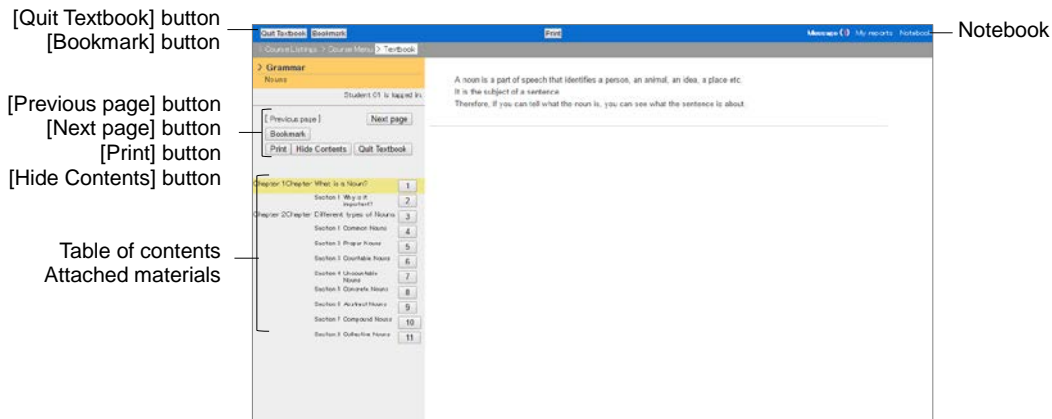 [Quit Textbook] button
[Bookmark] button
Quit Textbook Bookmark Print Message (1) My reports Notebook
Notebook
> Course Listings > Course Menu > Textbook
> Grammar
Nouns
Student 01 is logged in.
A noun is a part of speech that identifies a person, an animal, an idea, a place etc.
It is the subject of a sentence.
Therefore, if you can tell what the noun is, you can see what the sentence is about.
[Previous page] button
[Next page] button
[Print] button
[Hide Contents] button
[ Previous page ] Next page
Bookmark
Print Hide Contents Quit Textbook
Table of contents
Attached materials
Chapter 1Chapter What is a Noun? 1
Section 1 Why is it important? 2
Chapter 2Chapter Different types of Nouns 3
Section 1 Common Nouns 4
Section 2 Proper Nouns 5
Section 3 Countable Nouns 6
Section 4 Uncountable Nouns 7
Section 5 Concrete Nouns 8
Section 6 Abstract Nouns 9
Section 7 Compound Nouns 10
Section 8 Collective Nouns 11